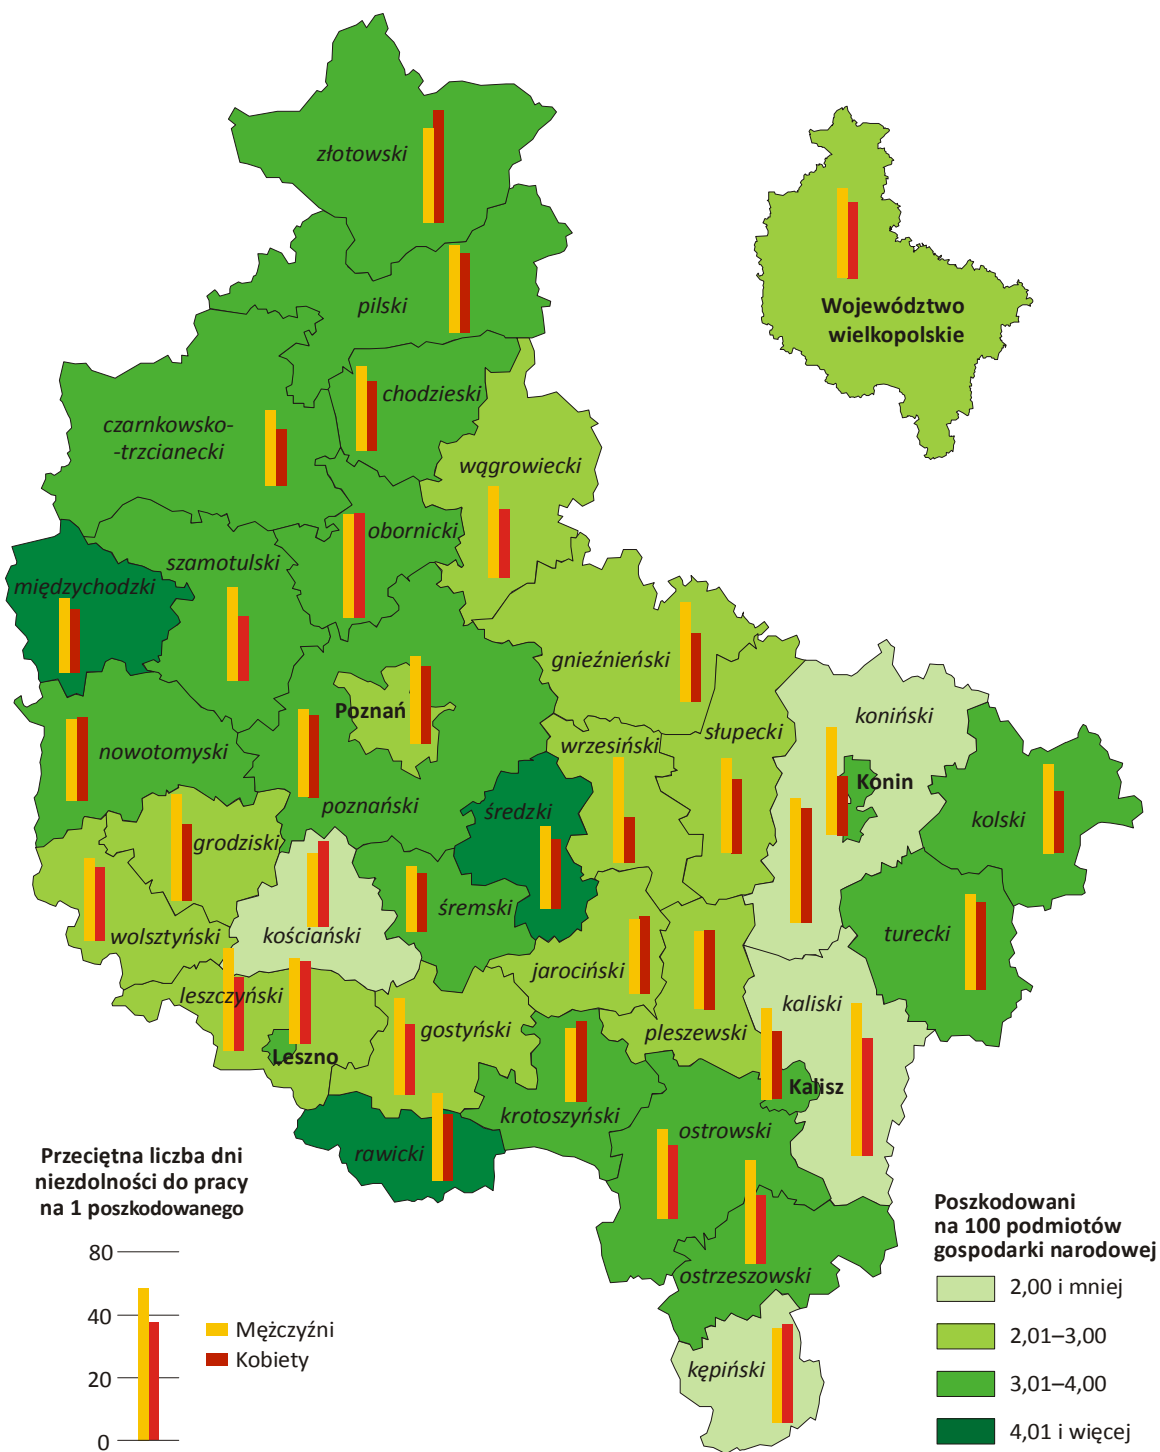 złotowski
pilski
Województwo
wielkopolskie
chodzieski
czarnkowsko-
-trzcianecki
wągrowiecki
obornicki
szamotulski
międzychodzki
gnieźnieński
Poznań
koniński
słupecki
wrzesiński
nowotomyski
Konin
poznański
średzki
kolski
grodziski
śremski
wolsztyński
kościański
turecki
jarociński
leszczyński
kaliski
gostyński
pleszewski
Leszno
Kalisz
krotoszyński
ostrowski
rawicki
Przeciętna liczba dni
niezdolności do pracy
na 1 poszkodowanego
80
40
20
0
Mężczyźni
Kobiety
ostrzeszowski
kępiński
Poszkodowani
na 100 podmiotów
gospodarki narodowej
2,00 i mniej
2,01–3,00
3,01–4,00
4,01 i więcej